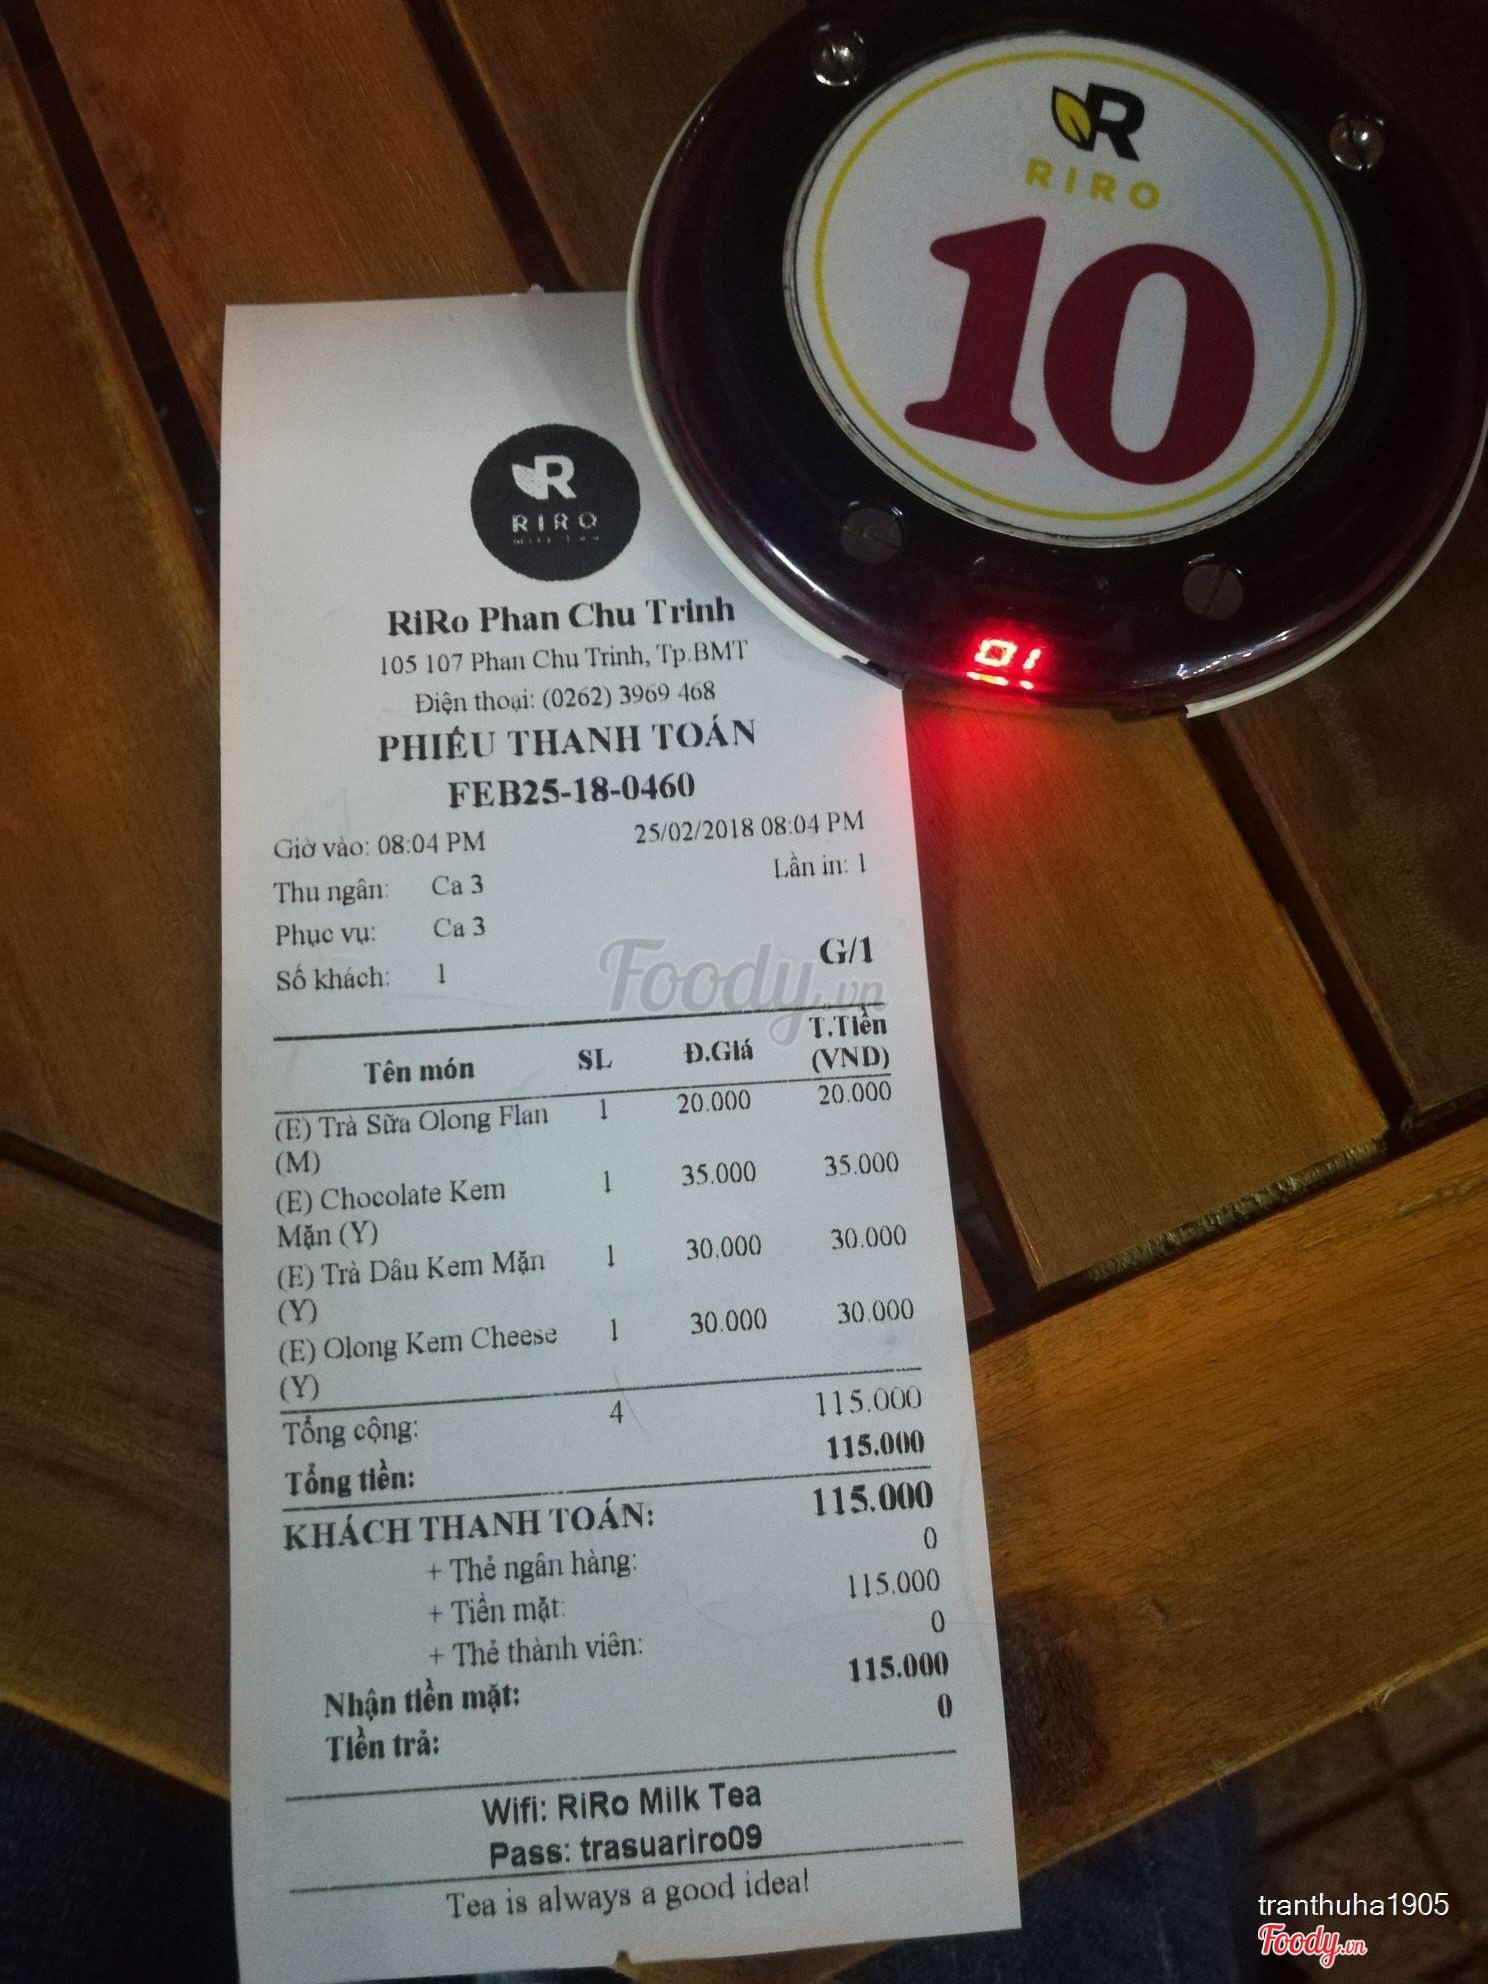 R
RIRO
10
01
R
RIRO
RiRo Phan Chu Trinh
105 107 Phan Chu Trinh, Tp.BMT
Điện thoại: (0262) 3969 468
PHIẾU THANH TOÁN
FEB25-18-0460
Giờ vào: 08:04 PM 25/02/2018 08:04 PM
Thu ngân: Ca 3 Lần in: 1
Phục vụ: Ca 3
Số khách: 1 G/1
Foody.vn
Tên món SL Đ.Giá T.Tiền (VND)
(E) Trà Sữa Olong Flan 1 20.000 20.000
(M)
(E) Chocolate Kem 1 35.000 35.000
Mặn (Y)
(E) Trà Dâu Kem Mặn 1 30.000 30.000
(Y)
(E) Olong Kem Cheese 1 30.000 30.000
(Y)
Tổng cộng: 4 115.000
Tổng tiền: 115.000
KHÁCH THANH TOÁN: 115.000
+ Thẻ ngân hàng: 0
+ Tiền mặt: 115.000
+ Thẻ thành viên: 0
Nhận tiền mặt: 115.000
Tiền trả: 0
Wifi: RiRo Milk Tea
Pass: trasuariro09
Tea is always a good idea!
tranthuha1905
Foody.vn